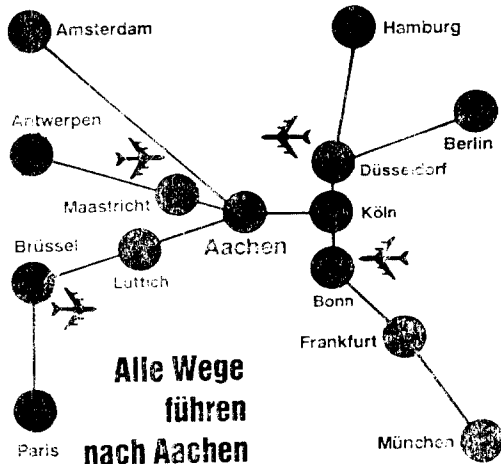 Amsterdam
Hamburg
Antwerpen
Berlin
Düsseldorf
Maastricht
Köln
Aachen
Brüssel
Lüttich
Bonn
Frankfurt
Alle Wege
führen
nach Aachen
München
Paris